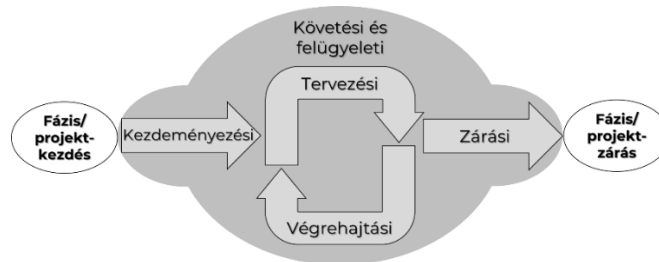 Követési és
felügyeleti
Tervezési
Fázis/
projekt-
kezdés
Kezdeményezési
Zárási
Fázis/
projekt-
zárás
Végrehajtási